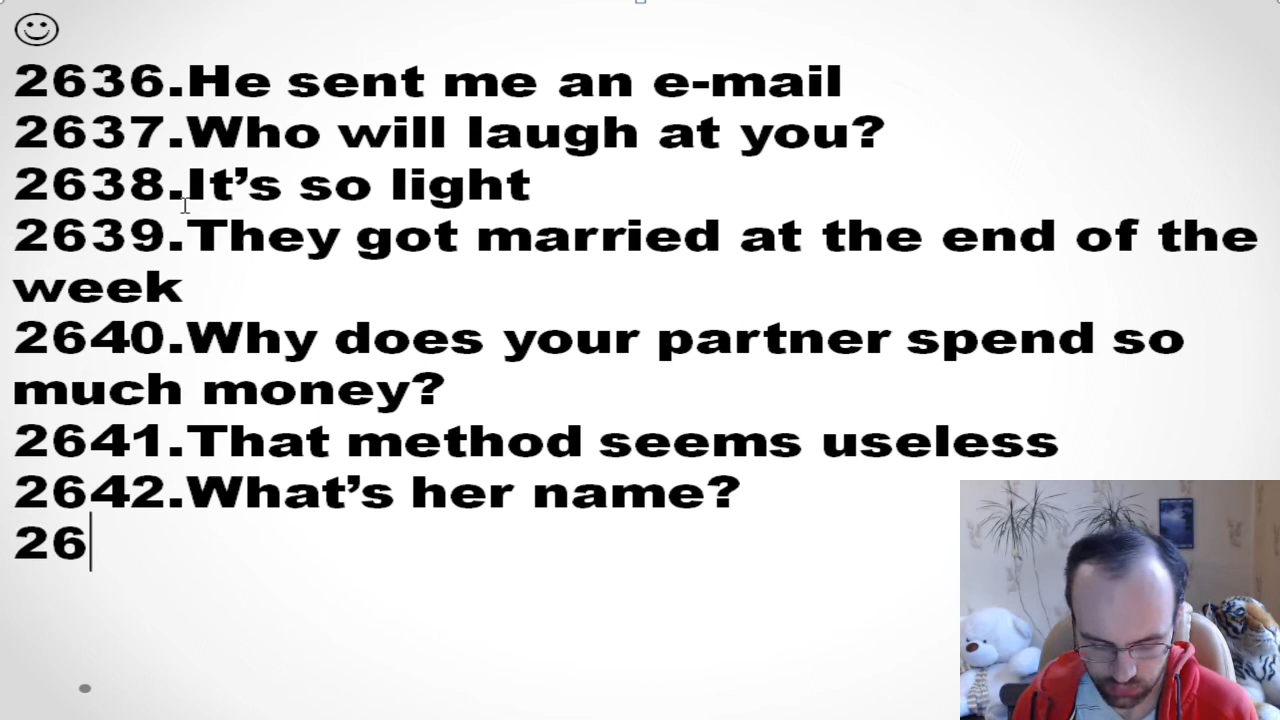 2636.He sent me an e-mail
2637.Who will laugh at you?
2638.It’s so light
2639.They got married at the end of the
week
2640.Why does your partner spend so
much money?
2641.That method seems useless
2642.What’s her name?
26